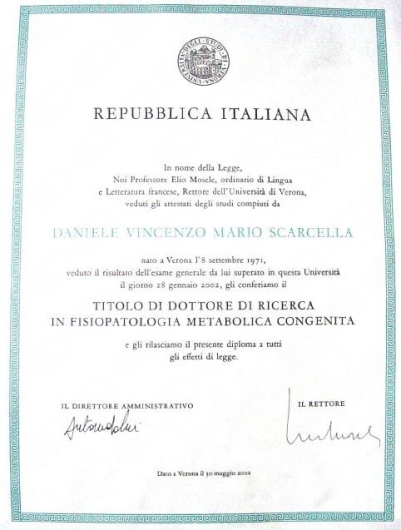 REPUBBLICA ITALIANA
In nome della Legge,
Noi Professore Elio Mosele, ordinario di Lingua
e Letteratura francese, Rettore dell'Università di Verona,
veduti gli attestati degli studi compiuti da
DANIELE VINCENZO MARIO SCARCELLA
nato a Verona l'8 settembre 1971,
veduto il risultato dell'esame generale da lui superato in questa Università
il giorno 28 gennaio 2002, gli conferiamo il
TITOLO DI DOTTORE DI RICERCA
IN FISIOPATOLOGIA METABOLICA CONGENITA
e gli rilasciamo il presente diploma a tutti
gli effetti di legge.
IL DIRETTORE AMMINISTRATIVO
IL RETTORE
Dato a Verona il 30 maggio 2002